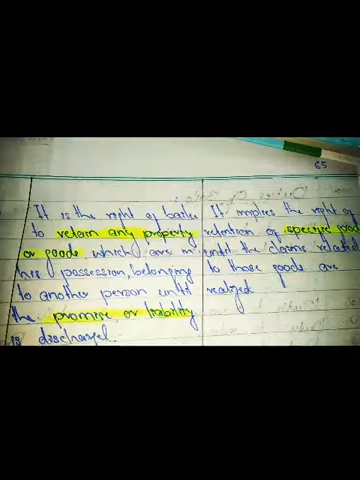 65
It is the right of bailee
to retain any property
or goods which are in
his possession, belonging
to another person until
the promise or liability
is discharged.
It implies the right of
retention of specific good
until the claims related
to those goods are
realized